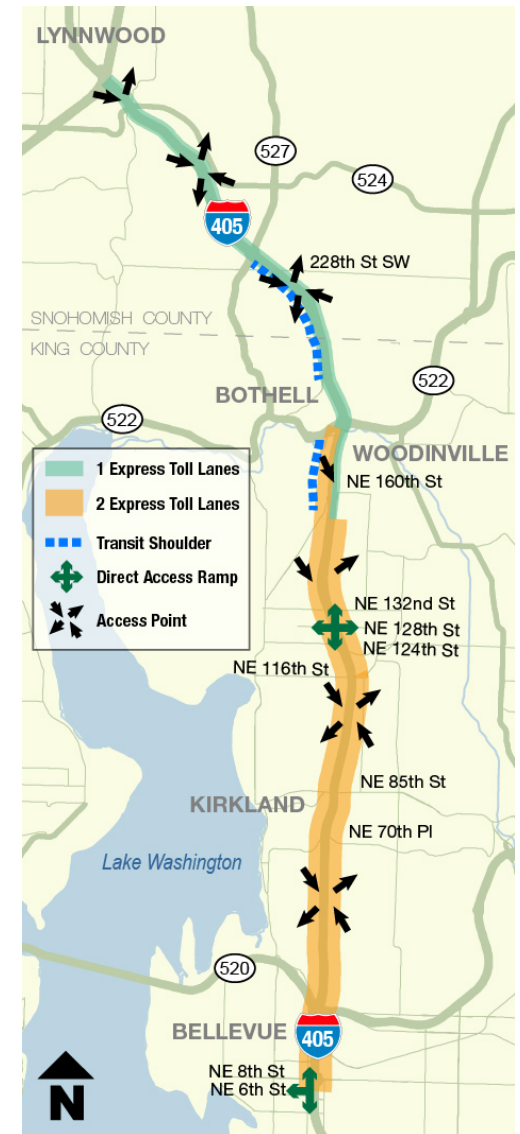 LYNNWOOD
527
524
405
228th St SW
SNOHOMISH COUNTY
KING COUNTY
522
BOTHELL
522
WOODINVILLE
1 Express Toll Lanes
2 Express Toll Lanes
Transit Shoulder
Direct Access Ramp
Access Point
NE 160th St
NE 132nd St
NE 128th St
NE 124th St
NE 116th St
NE 85th St
KIRKLAND
NE 70th Pl
Lake Washington
520
BELLEVUE
405
NE 8th St
NE 6th St
N